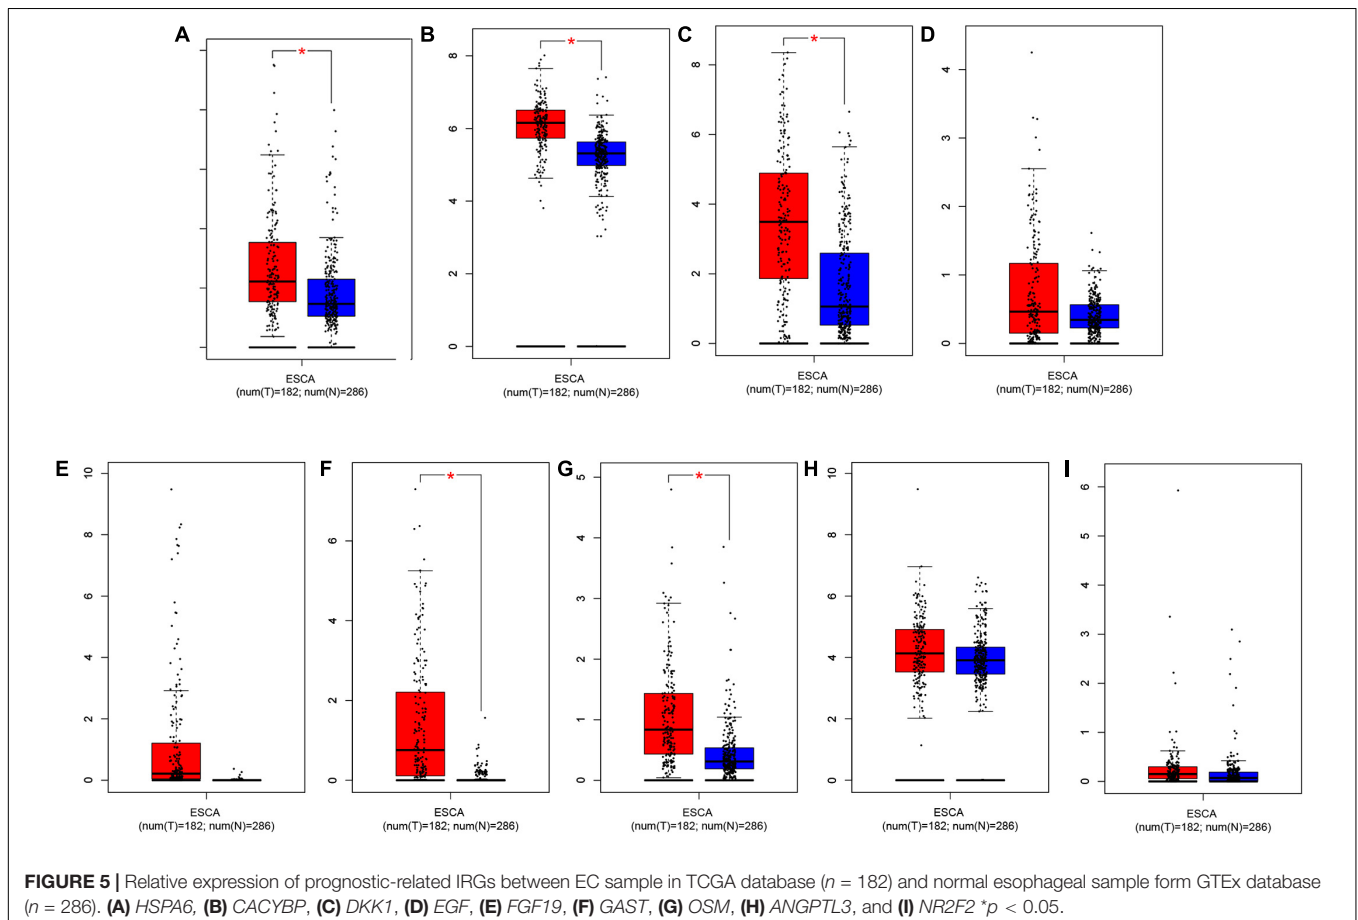 A
*
ESCA
(num(T)=182; num(N)=286)
B
*
8
6
4
2
0
ESCA
(num(T)=182; num(N)=286)
C
*
8
6
4
2
0
ESCA
(num(T)=182; num(N)=286)
D
4
3
2
1
0
ESCA
(num(T)=182; num(N)=286)
E
10
8
6
4
2
0
ESCA
(num(T)=182; num(N)=286)
F
*
6
4
2
0
ESCA
(num(T)=182; num(N)=286)
G
*
5
4
3
2
1
0
ESCA
(num(T)=182; num(N)=286)
H
10
8
6
4
2
0
ESCA
(num(T)=182; num(N)=286)
I
6
5
4
3
2
1
0
ESCA
(num(T)=182; num(N)=286)
FIGURE 5 | Relative expression of prognostic-related IRGs between EC sample in TCGA database (n = 182) and normal esophageal sample form GTEx database
(n = 286). (A) HSPA6, (B) CACYBP, (C) DKK1, (D) EGF, (E) FGF19, (F) GAST, (G) OSM, (H) ANGPTL3, and (I) NR2F2 *p < 0.05.